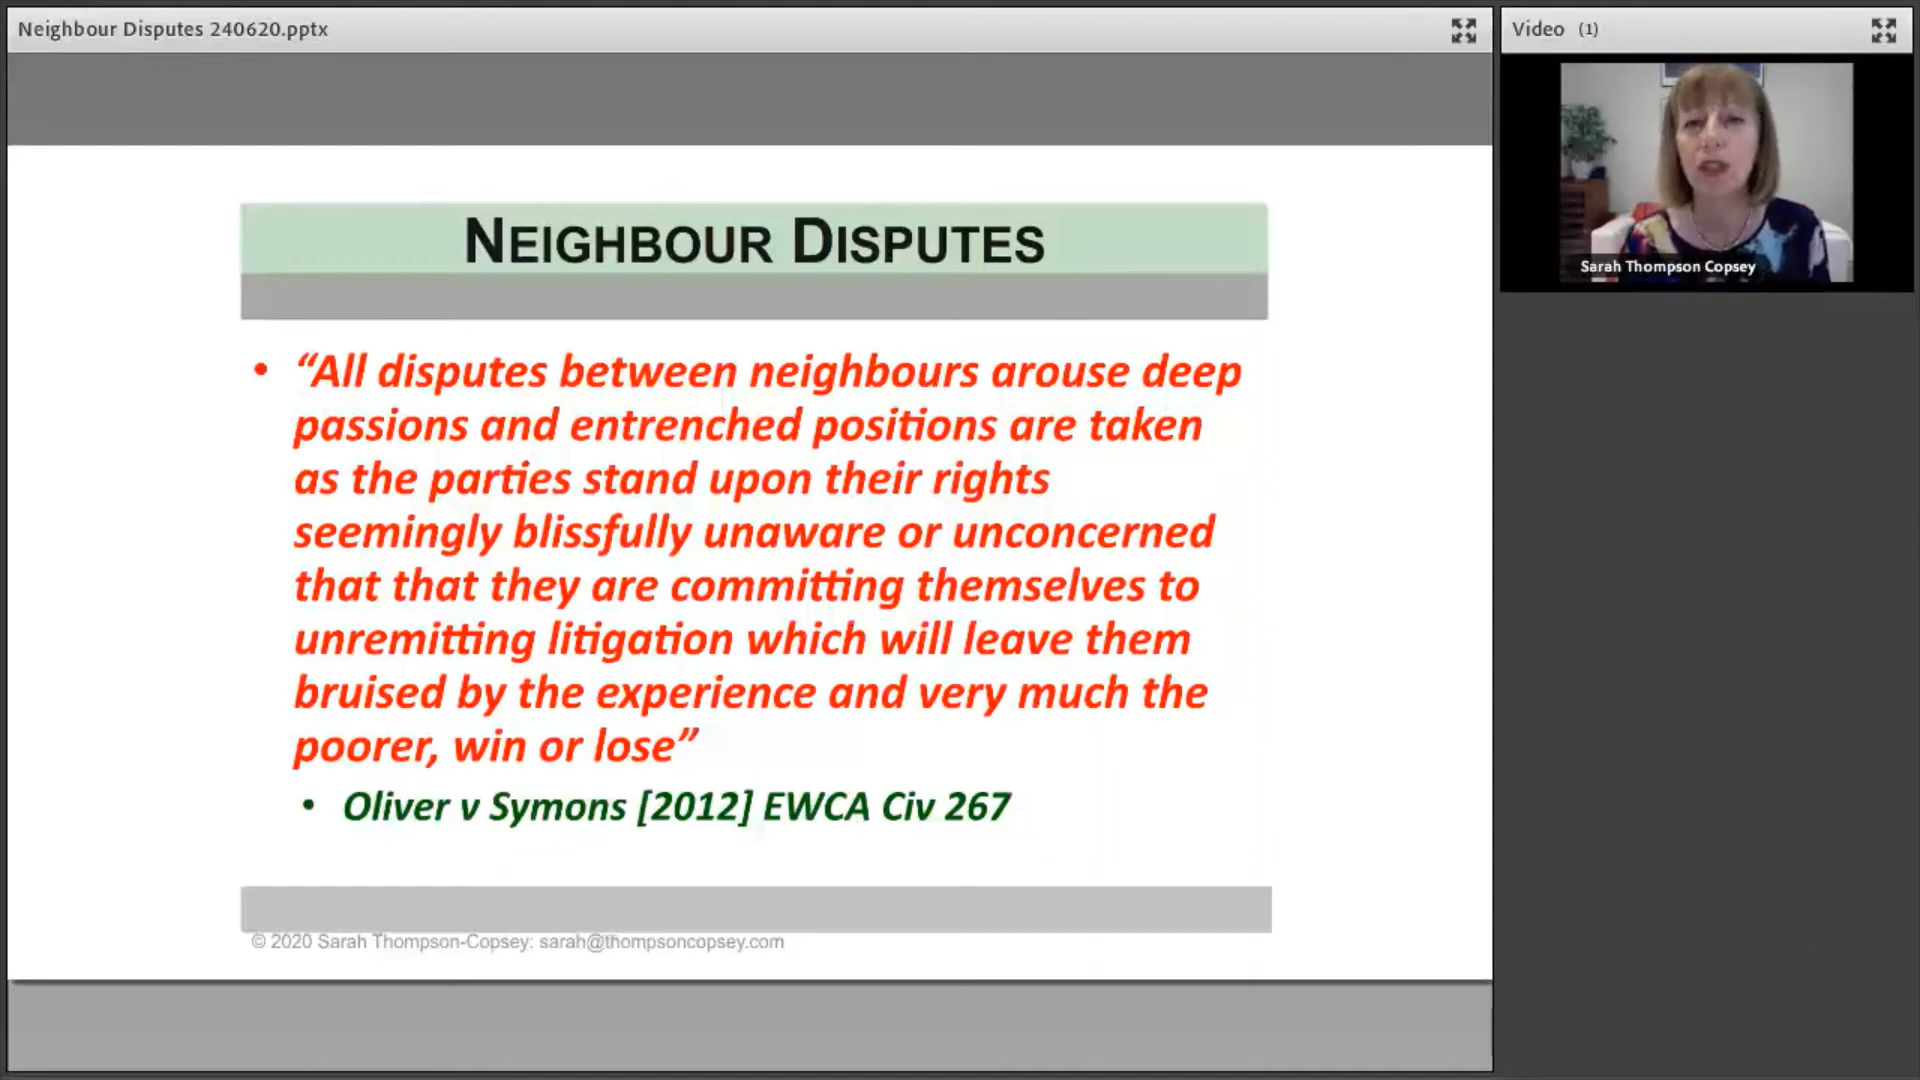 Neighbour Disputes 240620.pptx
Video (1)
Sarah Thompson Copsey
NEIGHBOUR DISPUTES
• “All disputes between neighbours arouse deep
passions and entrenched positions are taken
as the parties stand upon their rights
seemingly blissfully unaware or unconcerned
that that they are committing themselves to
unremitting litigation which will leave them
bruised by the experience and very much the
poorer, win or lose”
• Oliver v Symons [2012] EWCA Civ 267
© 2020 Sarah Thompson-Copsey: sarah@thompsoncopsey.com